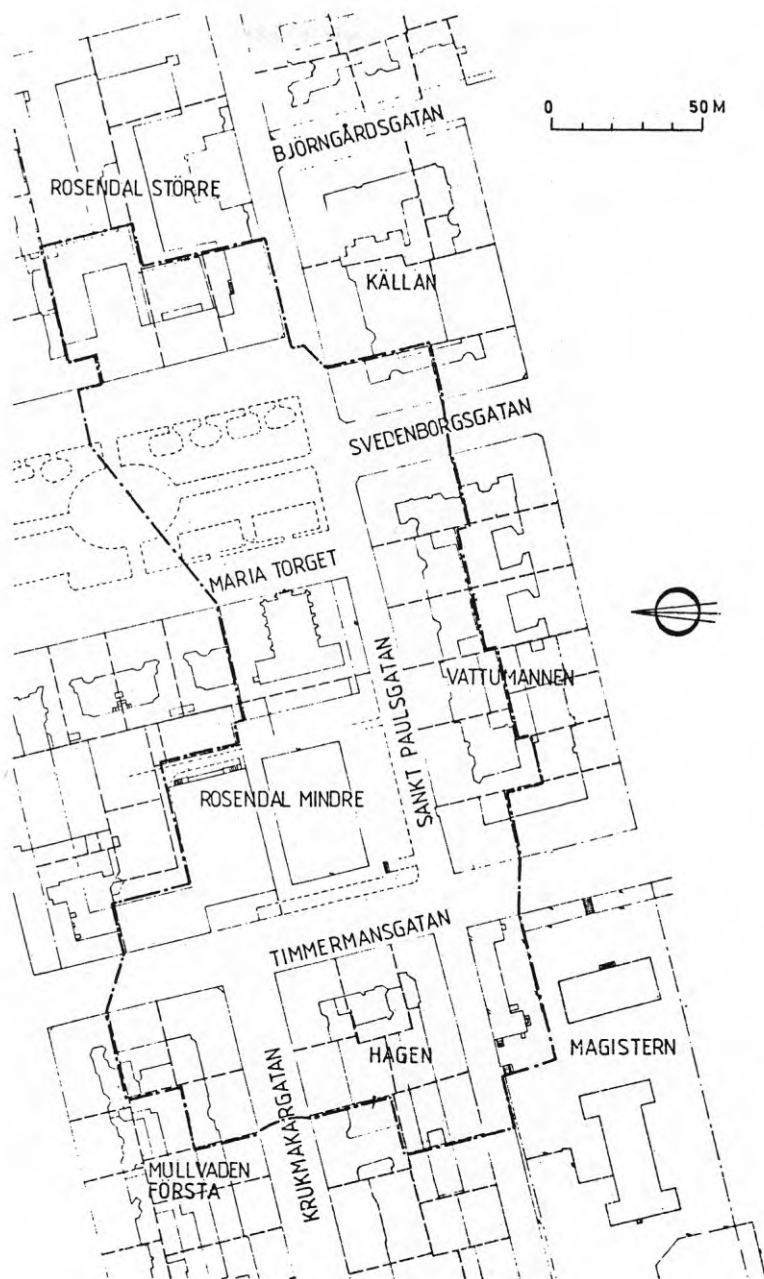 0 50 M
BJÖRNGÅRDSGATAN
ROSENDAL STÖRRE
KÄLLAN
SVEDENBORGSGATAN
MARIA TORGET
VATTUMANNEN
SANKT PAULSGATAN
ROSENDAL MINDRE
TIMMERMANSGATAN
HAGEN
MAGISTERN
KRUKMAKARGATAN
MULLVADEN
FÖRSTA